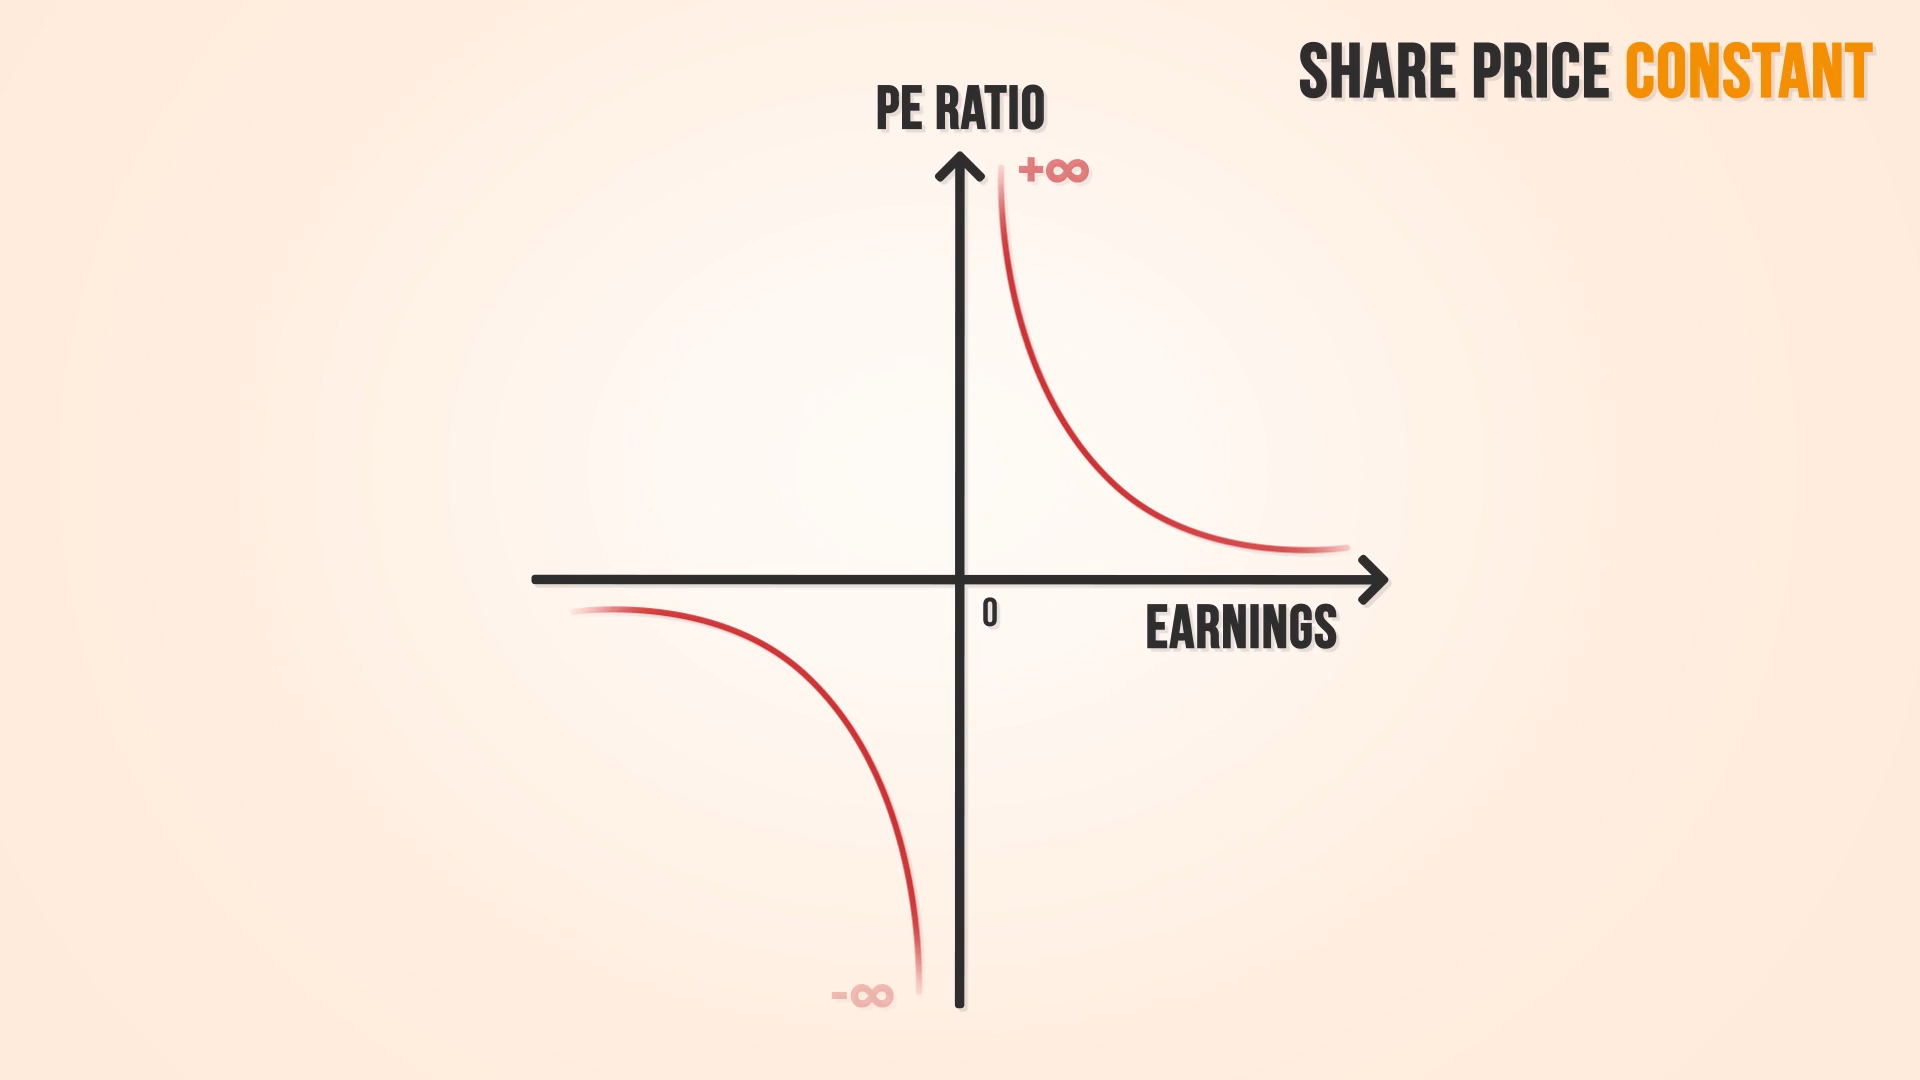 SHARE PRICE CONSTANT
PE RATIO
+∞
0
EARNINGS
-∞